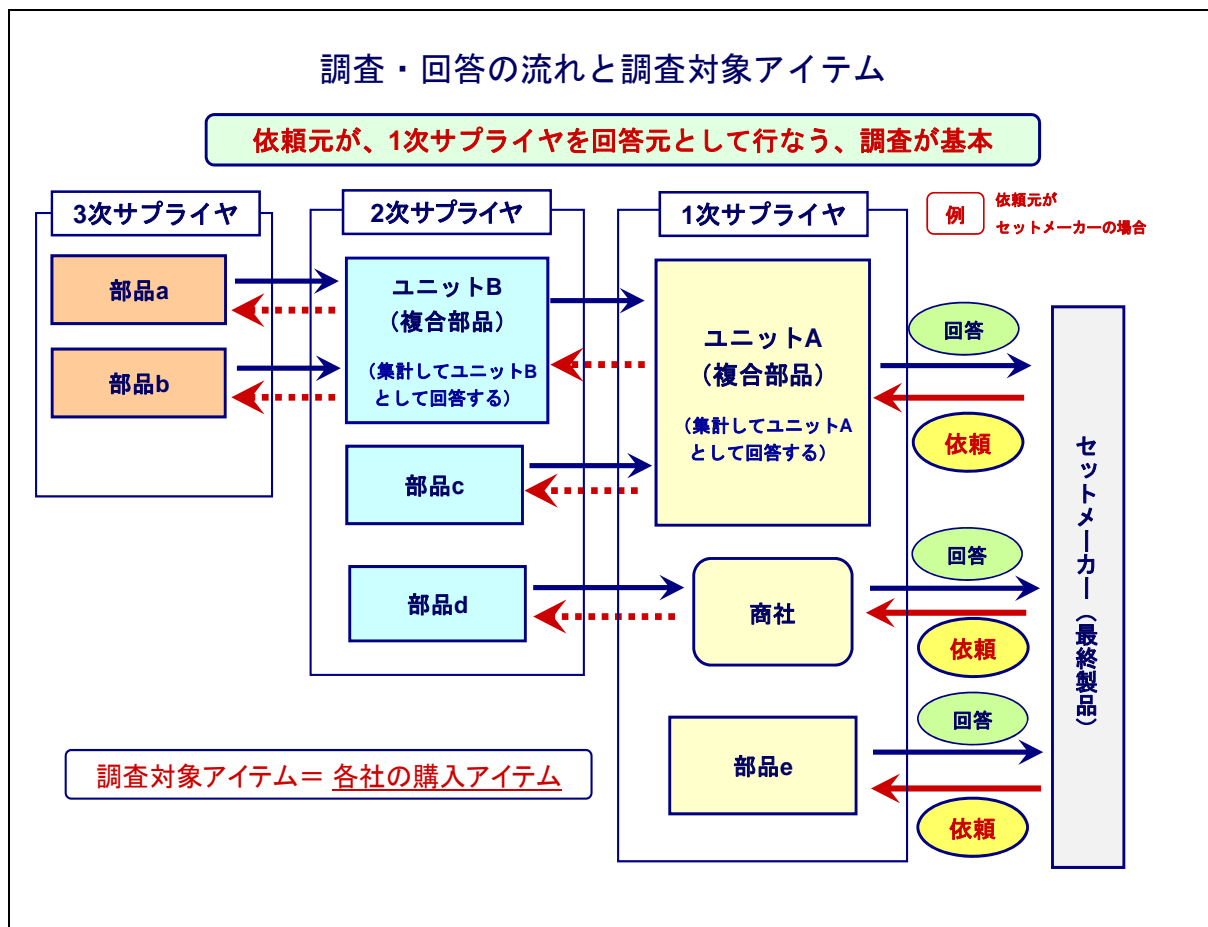 調査・回答の流れと調査対象アイテム
依頼元が、1次サプライヤを回答元として行なう、調査が基本
3次サプライヤ
2次サプライヤ
1次サプライヤ
例
依頼元が
セットメーカーの場合
部品a
部品b
ユニットB
（複合部品）
（集計してユニットB
として回答する）
部品c
部品d
ユニットA
（複合部品）
（集計してユニットA
として回答する）
商社
部品e
回答
依頼
回答
依頼
回答
依頼
セットメーカー（最終製品）
調査対象アイテム＝ 各社の購入アイテム